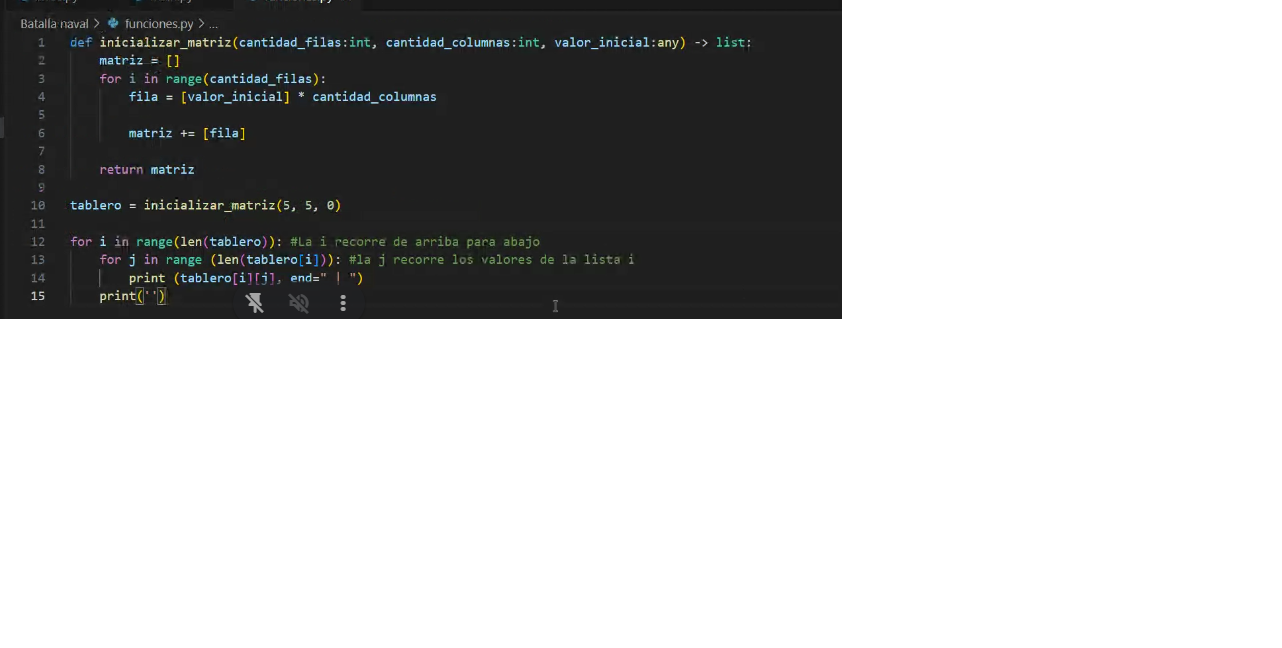 Batalla naval > funciones.py > ...
1 def inicializar_matriz(cantidad_filas:int, cantidad_columnas:int, valor_inicial:any) -> list:
2 matriz = []
3 for i in range(cantidad_filas):
4 fila = [valor_inicial] * cantidad_columnas
5
6 matriz += [fila]
7
8 return matriz
9
10 tablero = inicializar_matriz(5, 5, 0)
11
12 for i in range(len(tablero)): #La i recorre de arriba para abajo
13 for j in range (len(tablero[i])): #la j recorre los valores de la lista i
14 print (tablero[i][j], end=" | ")
15 print('')